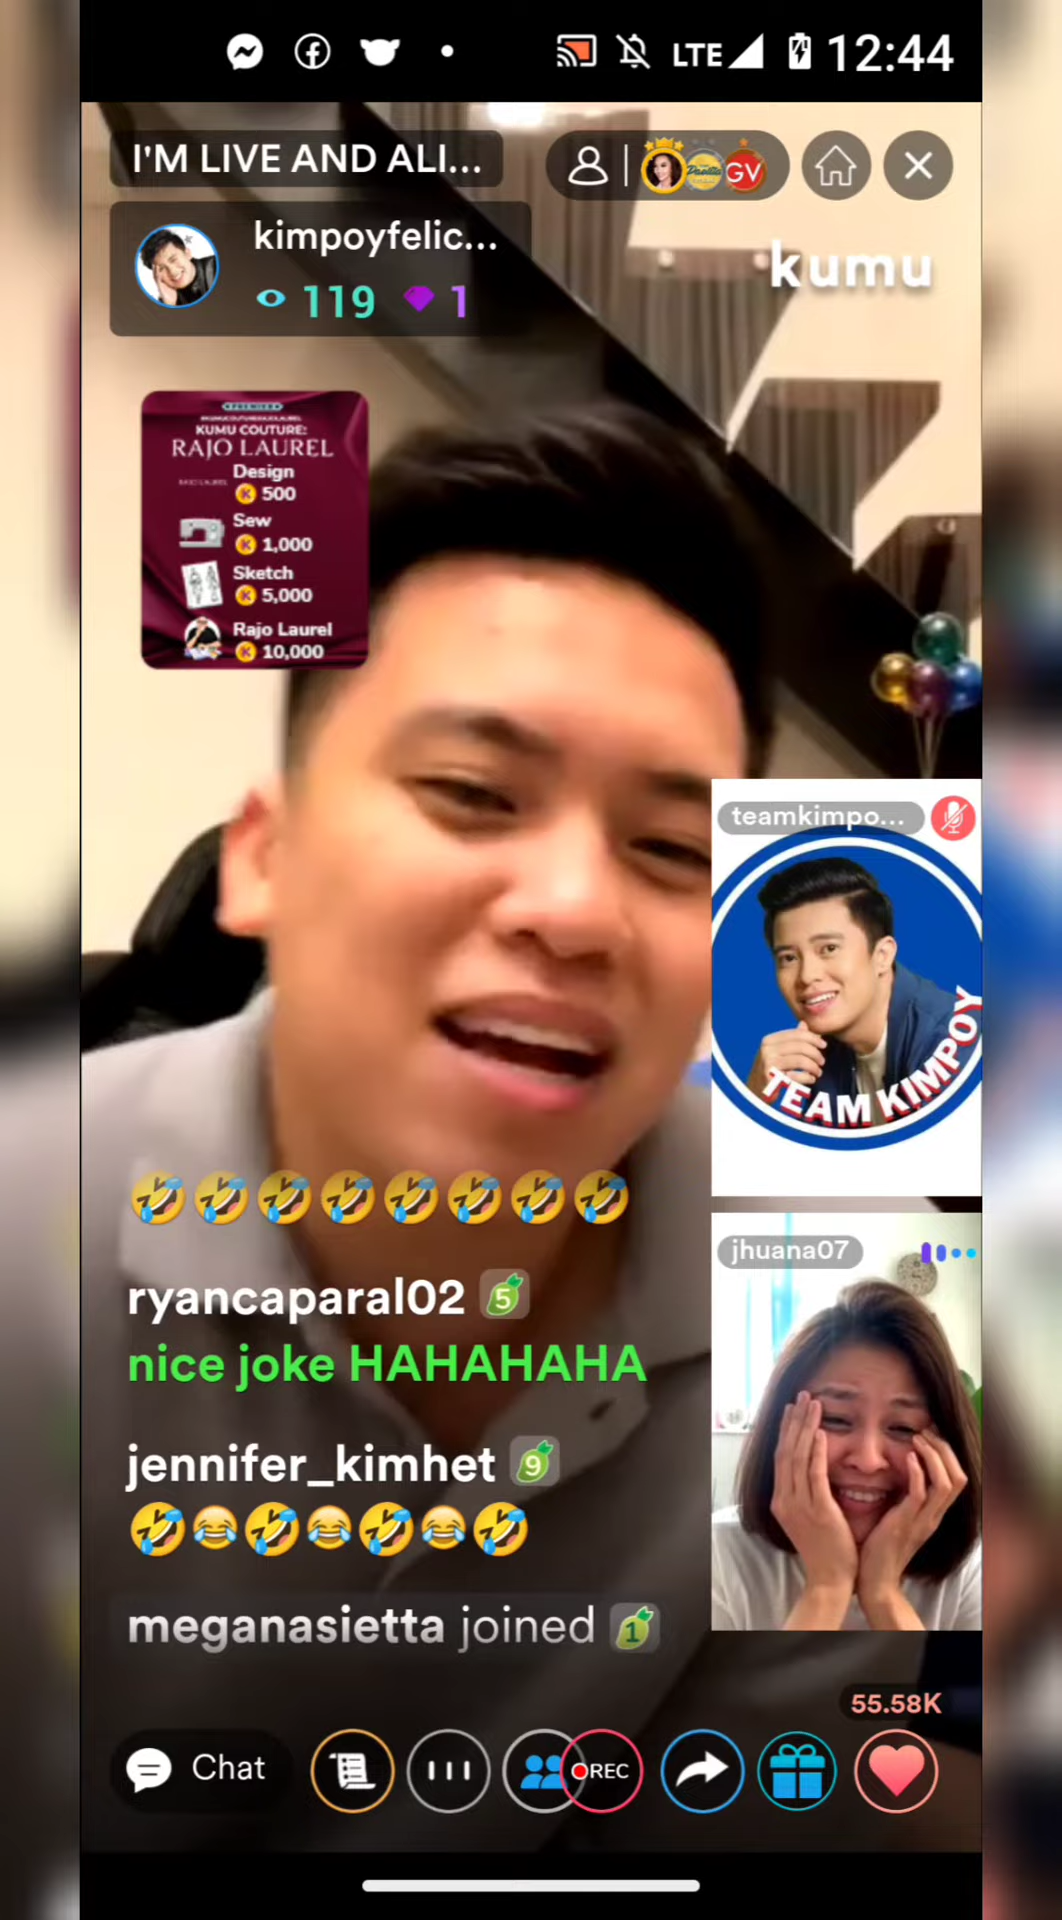 LTE 12:44
I'M LIVE AND ALI...
GV
kimpoyfelic...
119 1
kumu
KUMU COUTURE:
RAJO LAUREL
Design
500
Sew
1,000
Sketch
5,000
Rajo Laurel
10,000
teamkimpo...
TEAM KIMPOY
jhuana07
ryancaparal02 5
nice joke HAHAHAHA
jennifer_kimhet 9
meganasietta joined 1
55.58K
Chat
REC